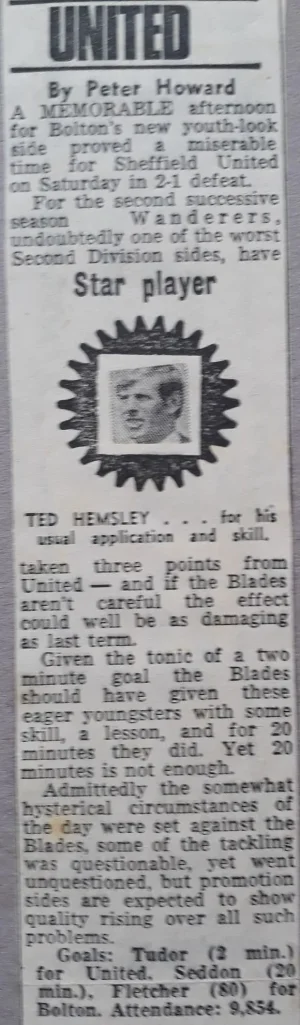 UNITED
By Peter Howard
A MEMORABLE afternoon
for Bolton's new youth-look
side proved a miserable
time for Sheffield United
on Saturday in 2-1 defeat.
For the second successive
season Wanderers,
undoubtedly one of the worst
Second Division sides, have
Star player
TED HEMSLEY . . . for his
usual application and skill.
taken three points from
United — and if the Blades
aren't careful the effect
could well be as damaging
as last term.
Given the tonic of a two
minute goal the Blades
should have given these
eager youngsters with some
skill, a lesson, and for 20
minutes they did. Yet 20
minutes is not enough.
Admittedly the somewhat
hysterical circumstances of
the day were set against the
Blades, some of the tackling
was questionable, yet went
unquestioned, but promotion
sides are expected to show
quality rising over all such
problems.
Goals: Tudor (2 min.)
for United. Seddon (20
min.), Fletcher (80) for
Bolton. Attendance: 9,854.